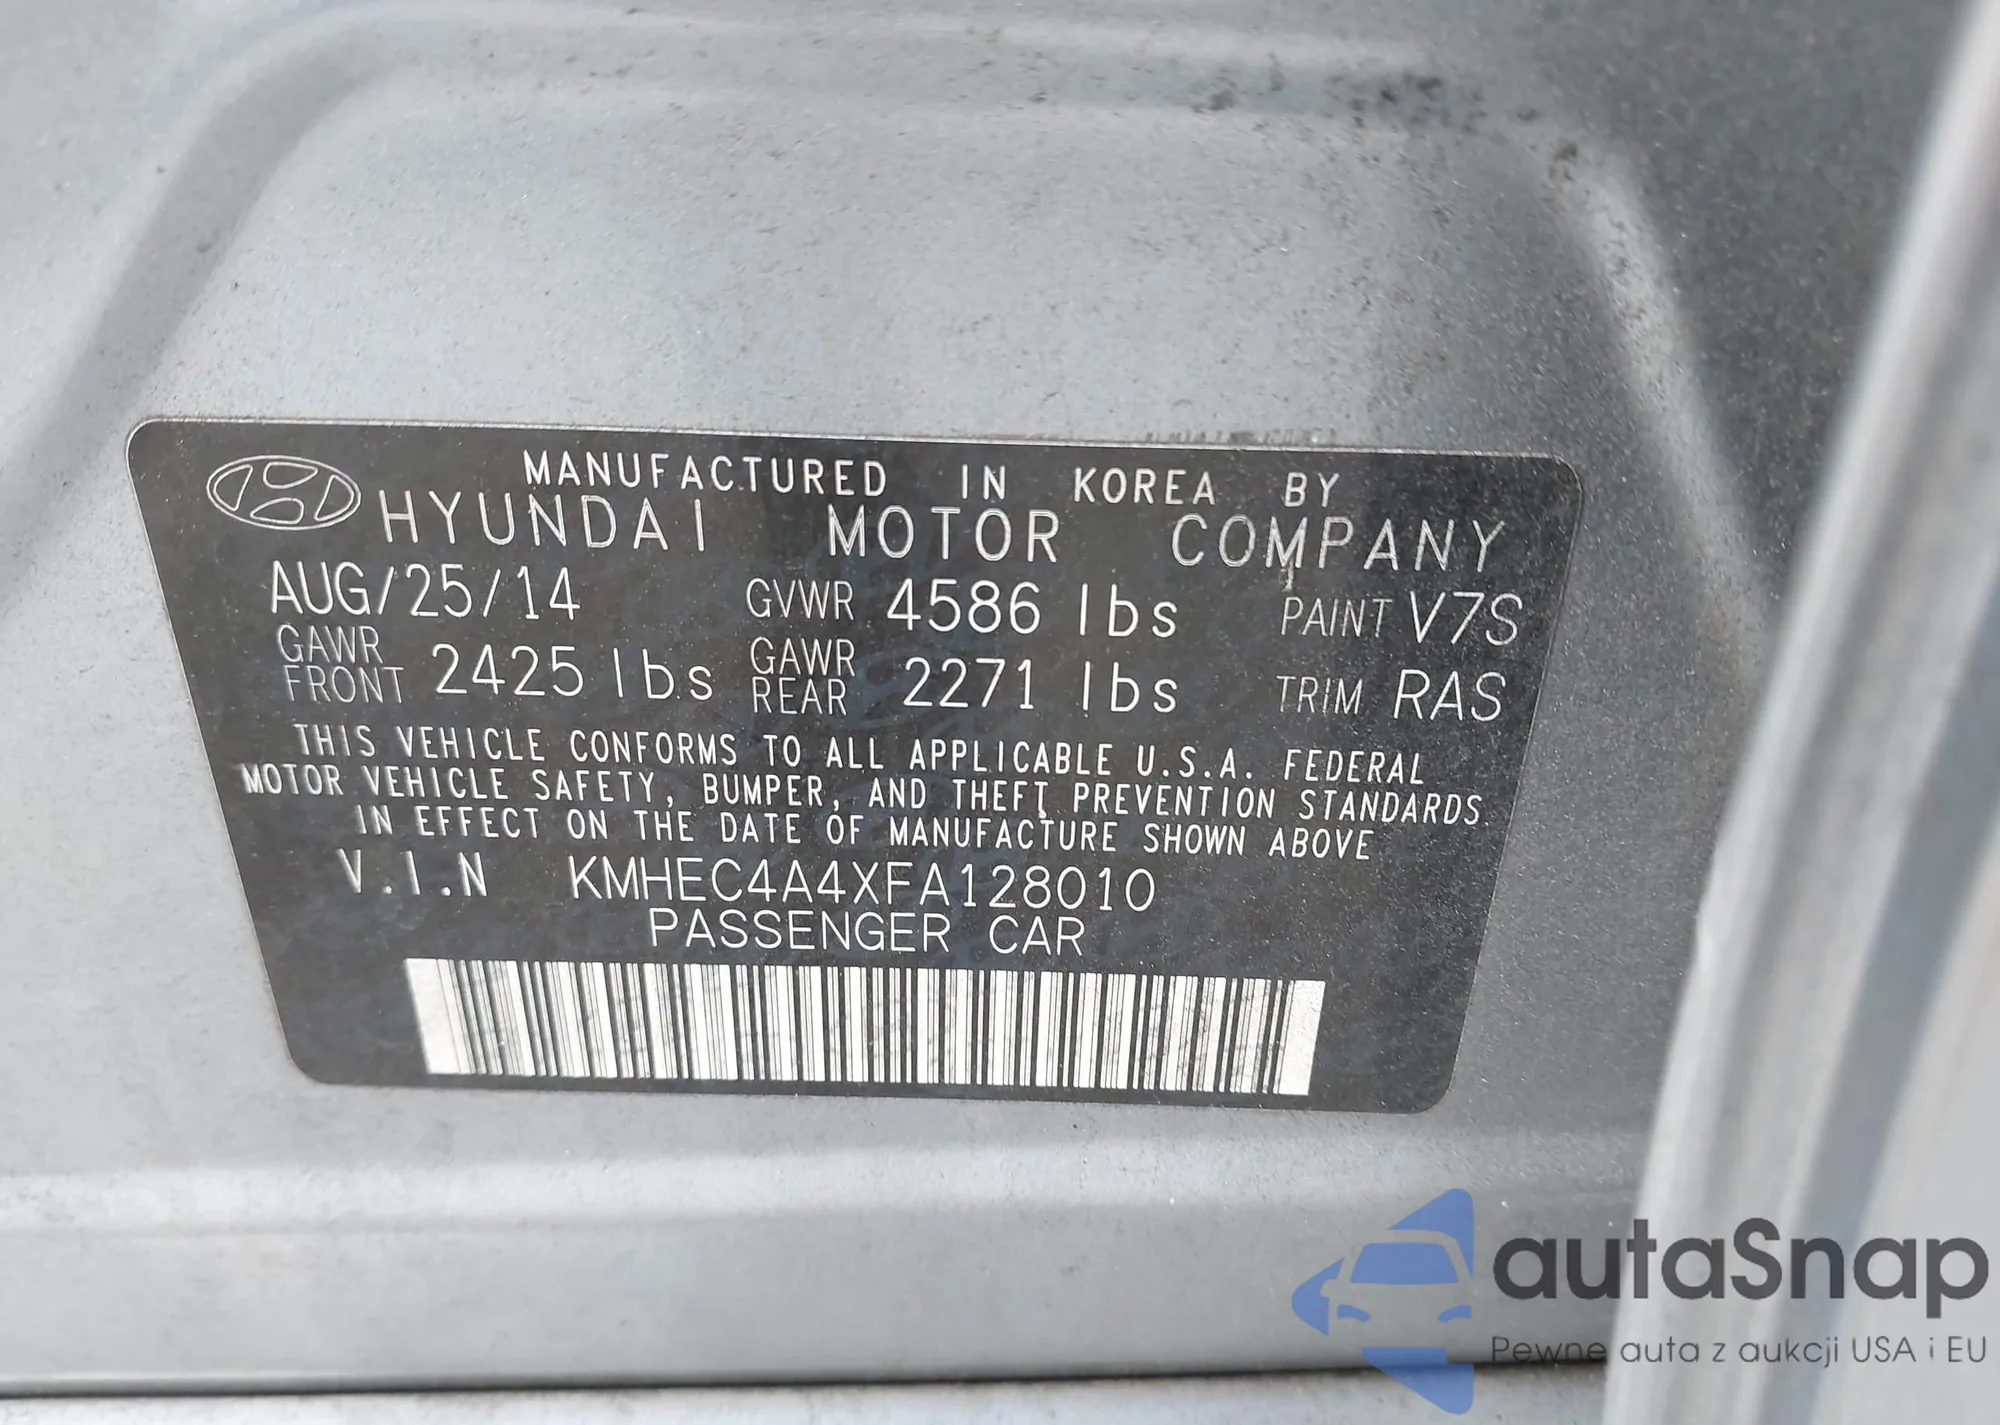 MANUFACTURED IN KOREA BY
HYUNDAI MOTOR COMPANY
AUG/25/14 GVWR 4586 lbs PAINT V7S
GAWR FRONT 2425 lbs GAWR REAR 2271 lbs TRIM RAS
THIS VEHICLE CONFORMS TO ALL APPLICABLE U.S.A. FEDERAL
MOTOR VEHICLE SAFETY, BUMPER, AND THEFT PREVENTION STANDARDS
IN EFFECT ON THE DATE OF MANUFACTURE SHOWN ABOVE
V.I.N KMHEC4A4XFA128010
PASSENGER CAR
autaSnap
Pewne auta z aukcji USA i EU